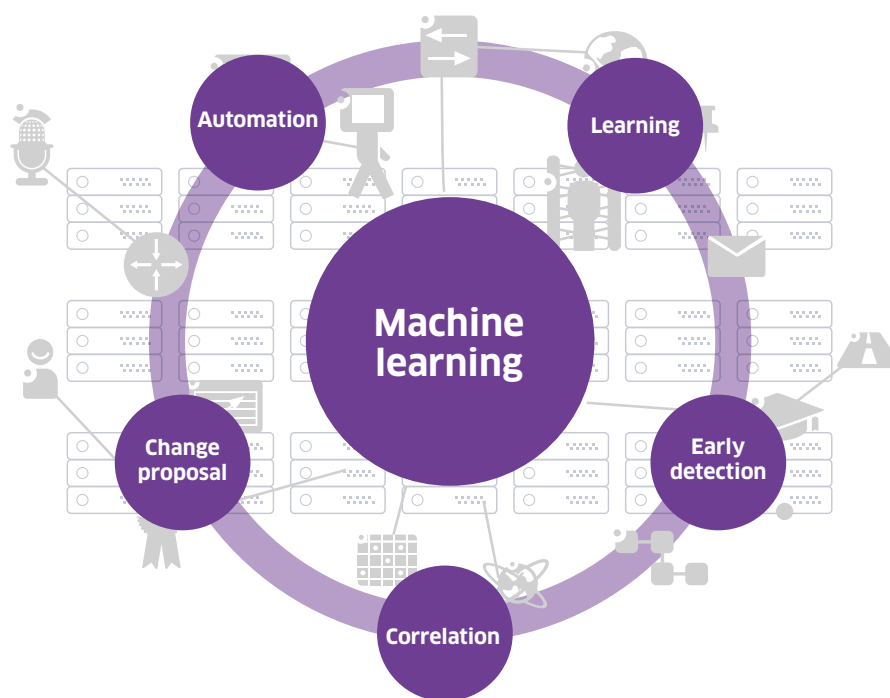 Automation
Learning
Machine
learning
Change
proposal
Early
detection
Correlation